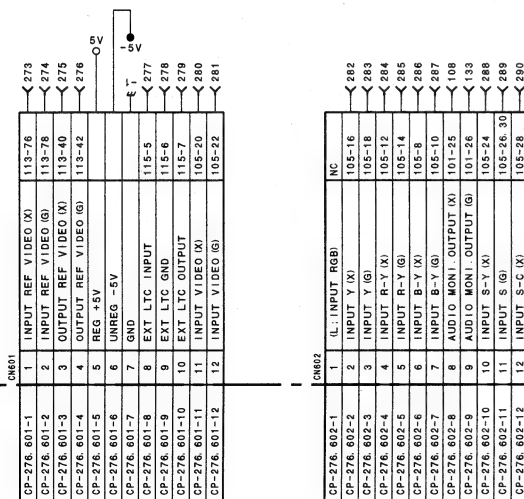 CN601
CP-276. 601-1 1 INPUT REF VIDEO (X) 113-76 273
CP-276. 601-2 2 INPUT REF VIDEO (G) 113-78 274
CP-276. 601-3 3 OUTPUT REF VIDEO (X) 113-40 275
CP-276. 601-4 4 OUTPUT REF VIDEO (G) 113-42 276
CP-276. 601-5 5 REG +5V 5V
CP-276. 601-6 6 UNREG -5V -5V
CP-276. 601-7 7 GND
CP-276. 601-8 8 EXT LTC INPUT 115-5 277
CP-276. 601-9 9 EXT LTC GND 115-6 278
CP-276. 601-10 10 EXT LTC OUTPUT 115-7 279
CP-276. 601-11 11 INPUT VIDEO (X) 105-20 280
CP-276. 601-12 12 INPUT VIDEO (G) 105-22 281
CN602
CP-276. 602-1 1 (L; INPUT RGB) NC
CP-276. 602-2 2 INPUT Y (X) 105-16 282
CP-276. 602-3 3 INPUT Y (G) 105-18 283
CP-276. 602-4 4 INPUT R-Y (X) 105-12 284
CP-276. 602-5 5 INPUT R-Y (G) 105-14 285
CP-276. 602-6 6 INPUT B-Y (X) 105-8 286
CP-276. 602-7 7 INPUT B-Y (G) 105-10 287
CP-276. 602-8 8 AUDIO MONI. OUTPUT (X) 101-25 108
CP-276. 602-9 9 AUDIO MONI. OUTPUT (G) 101-26 133
CP-276. 602-10 10 INPUT S-Y (X) 105-24 288
CP-276. 602-11 11 INPUT S (G) 105-26. 30 289
CP-276. 602-12 12 INPUT S-C (X) 105-28 290